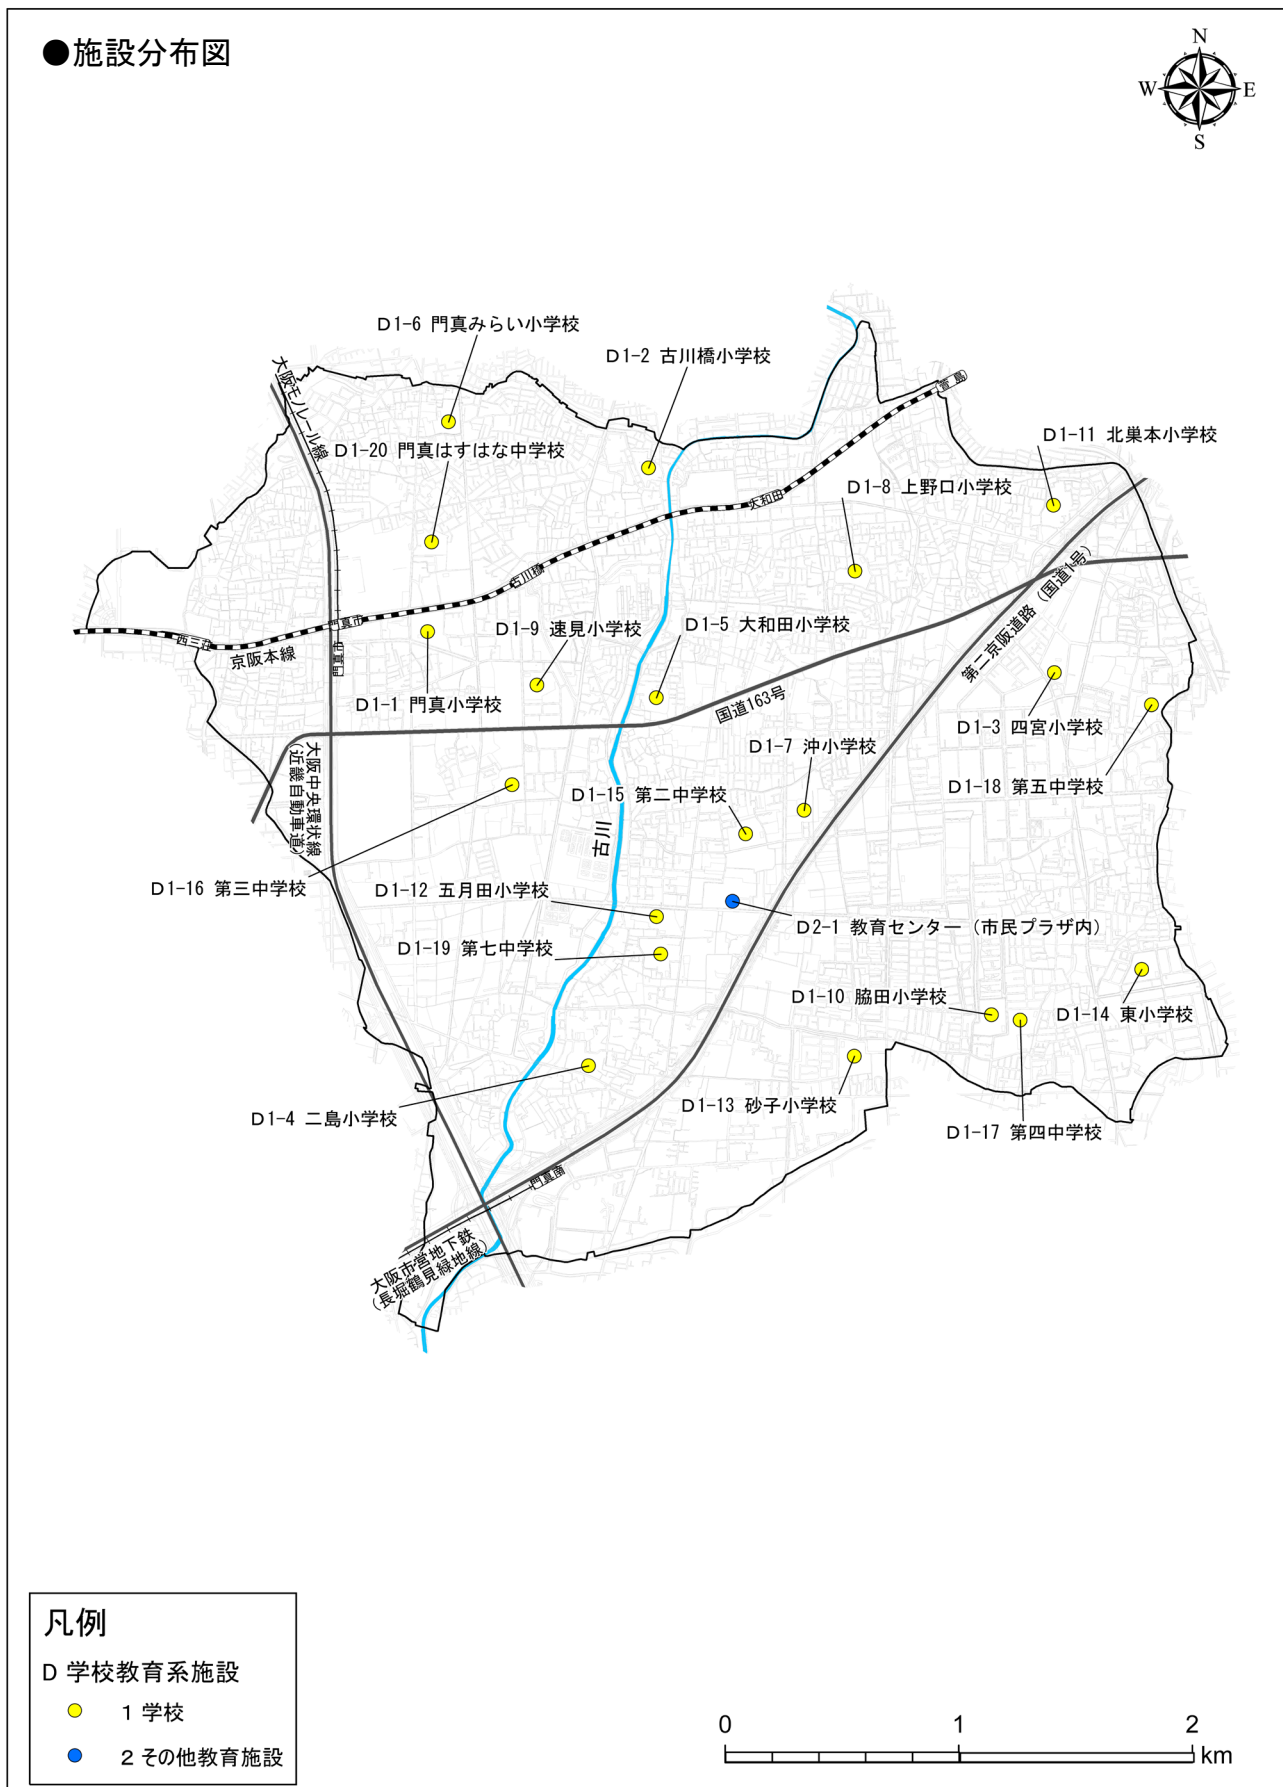 ●施設分布図
N
W
E
S
D1-6 門真みらい小学校
D1-2 古川橋小学校
大阪モノレール線
萱島
D1-20 門真はすはな中学校
D1-11 北巣本小学校
D1-8 上野口小学校
大和田
古川橋
第二京阪道路（国道1号）
門真市
西三荘
京阪本線
門真市
D1-9 速見小学校
D1-5 大和田小学校
D1-1 門真小学校
国道163号
D1-3 四宮小学校
D1-7 沖小学校
大阪中央環状線
（近畿自動車道）
D1-15 第二中学校
D1-18 第五中学校
古川
D1-16 第三中学校
D1-12 五月田小学校
D2-1 教育センター（市民プラザ内）
D1-19 第七中学校
D1-10 脇田小学校
D1-14 東小学校
D1-4 二島小学校
D1-13 砂子小学校
D1-17 第四中学校
門真南
大阪市営地下鉄
（長堀鶴見緑地線）
凡例
D 学校教育系施設
1 学校
2 その他教育施設
0 1 2
km